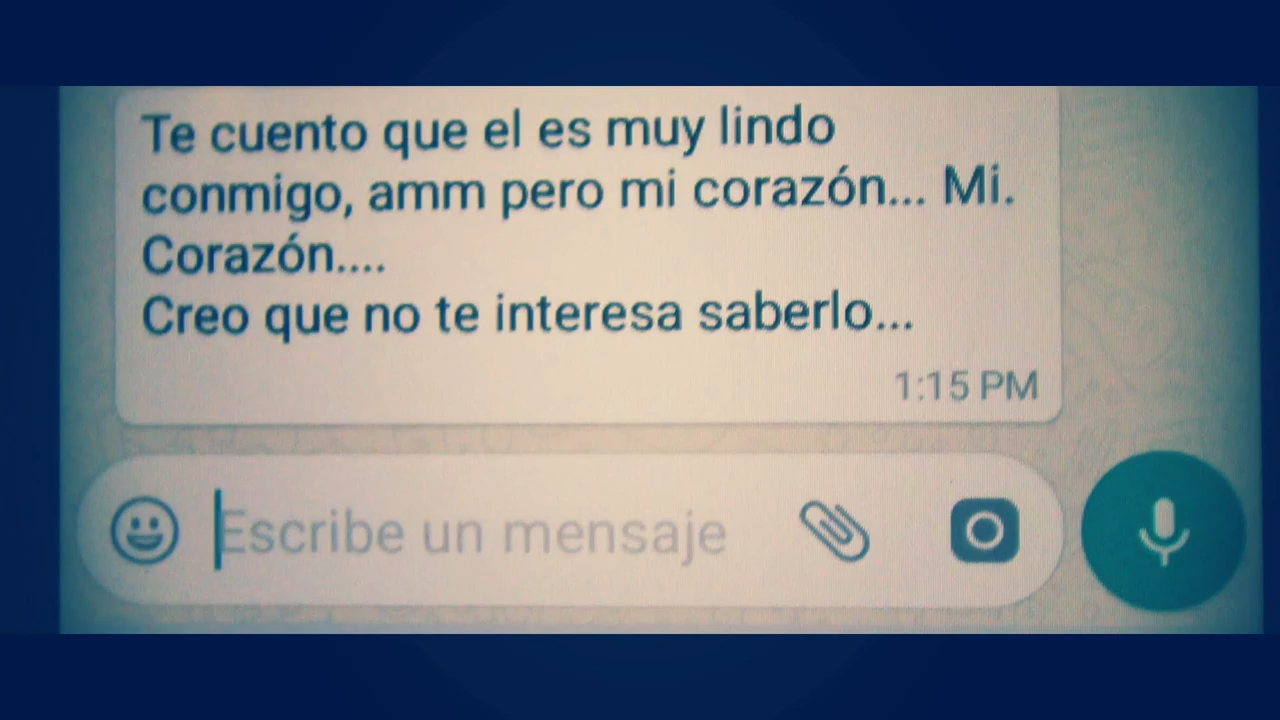 Te cuento que el es muy lindo
conmigo, amm pero mi corazón... Mi.
Corazón....
Creo que no te interesa saberlo...
1:15 PM
Escribe un mensaje